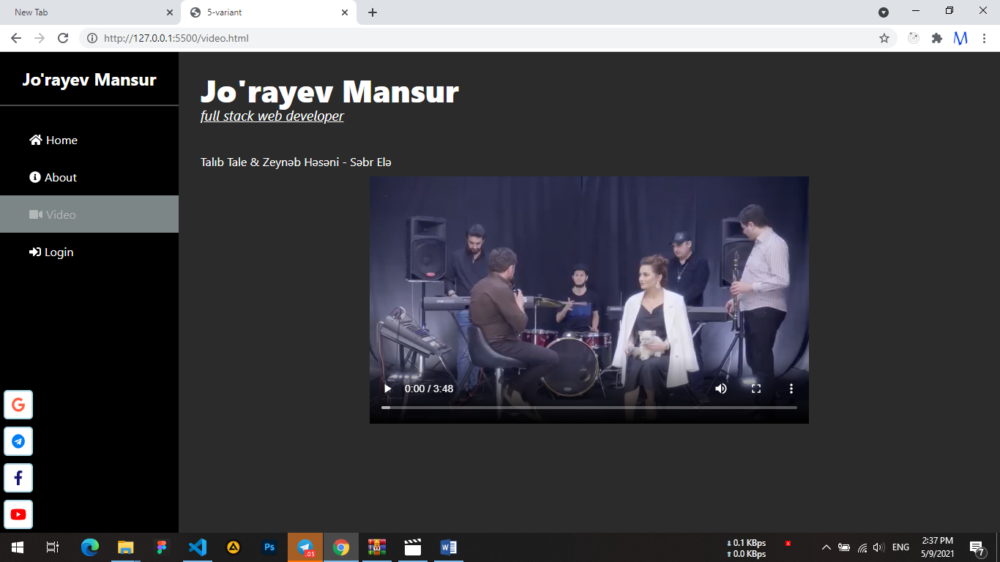 New Tab
5-variant
http://127.0.0.1:5500/video.html
Jo'rayev Mansur
Home
About
Video
Login
Jo'rayev Mansur
full stack web developer
Talıb Tale & Zeynəb Həsəni - Səbr Elə
0:00 / 3:48
Ps
.05
W
0.1 KBps
0.0 KBps
ENG
2:37 PM
5/9/2021
7